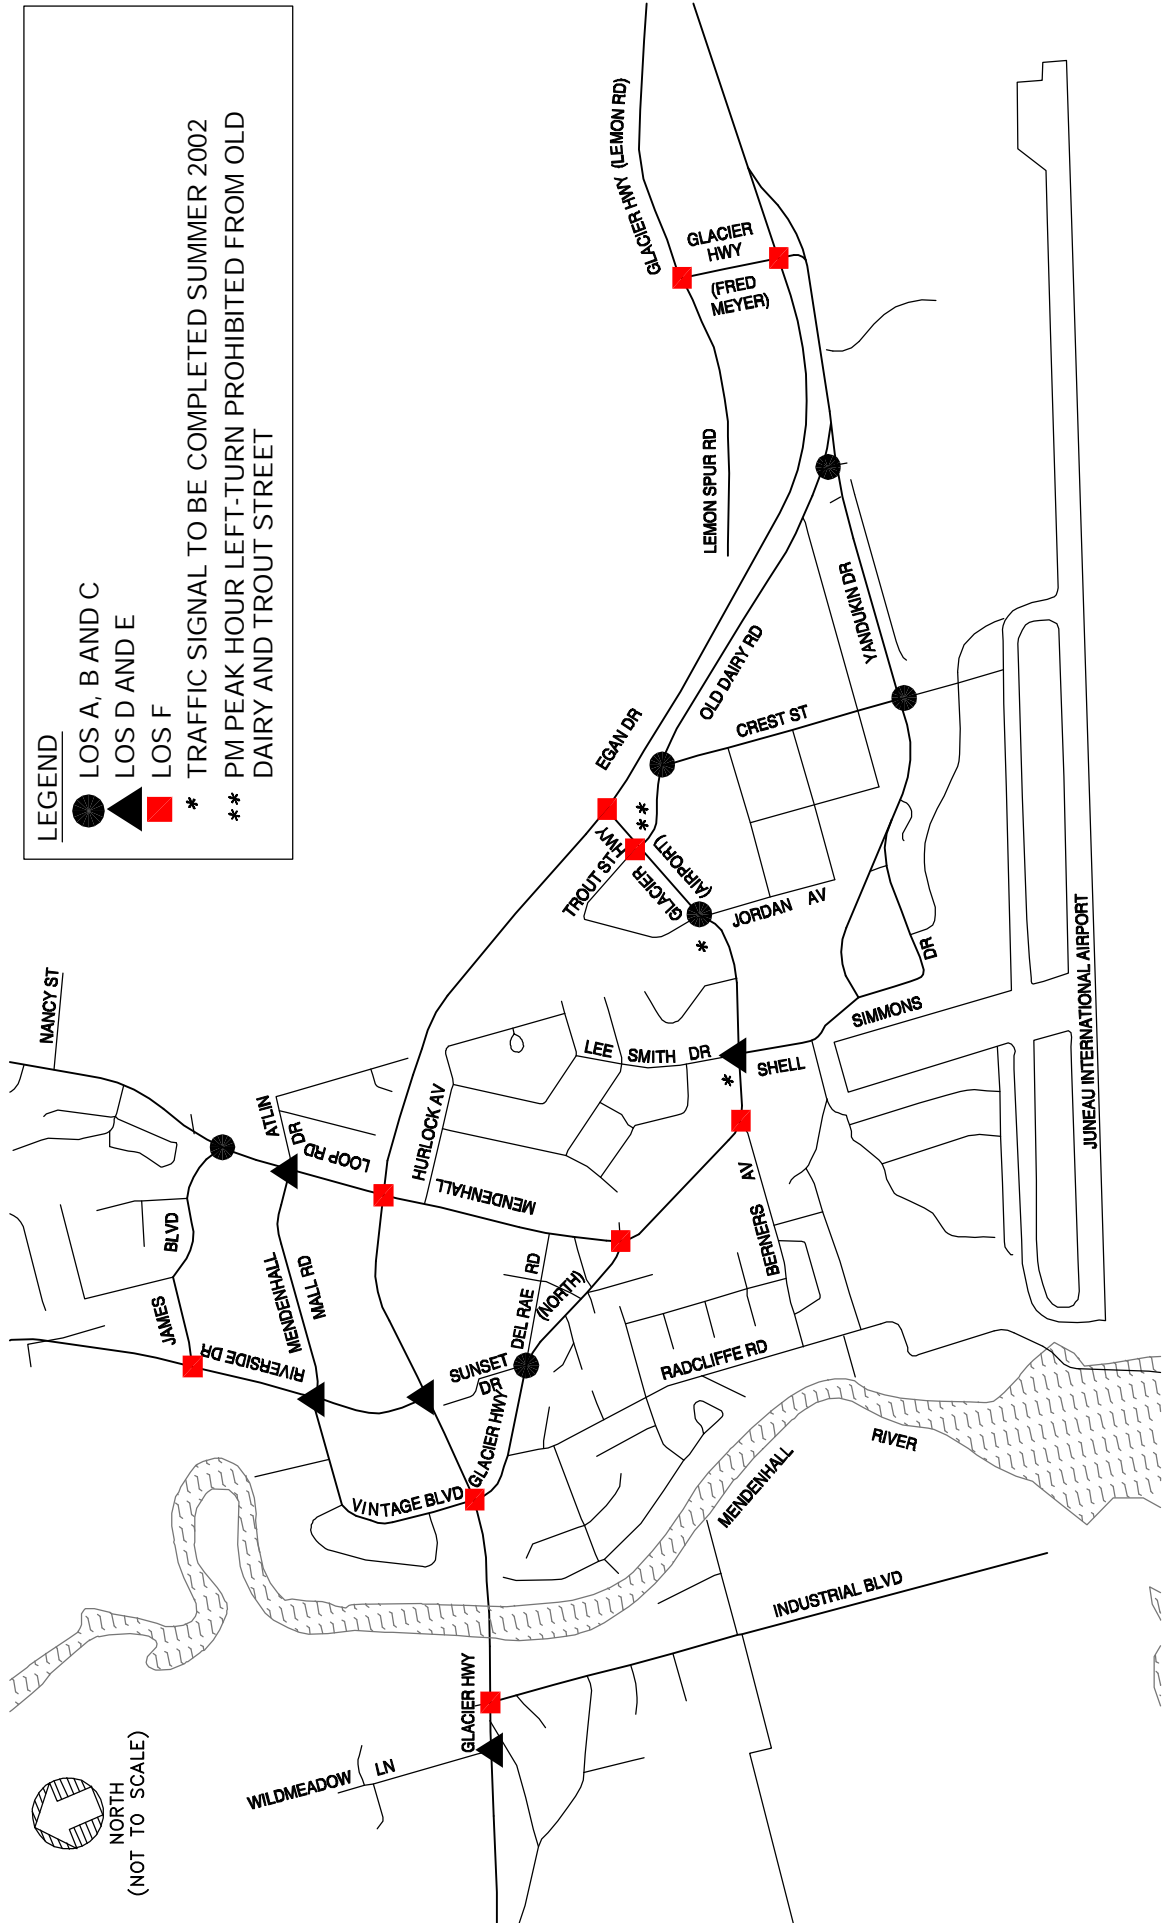 LEGEND
LOS A, B AND C
LOS D AND E
LOS F
* TRAFFIC SIGNAL TO BE COMPLETED SUMMER 2002
** PM PEAK HOUR LEFT-TURN PROHIBITED FROM OLD
DAIRY AND TROUT STREET
GLACIER HWY (LEMON RD)
GLACIER
HWY
(FRED
MEYER)
LEMON SPUR RD
YANDUKIN DR
OLD DAIRY RD
CREST ST
EGAN DR
**
TROUT ST
GLACIER
HWY
(AIRPORT)
*
JORDAN AV
NANCY ST
LEE SMITH DR
*
SHELL
SIMMONS
DR
JUNEAU INTERNATIONAL AIRPORT
ATLIN
DR
LOOP RD
HURLOCK AV
MENDENHALL
BERNERS
AV
JAMES
BLVD
MENDENHALL
MALL RD
RIVERSIDE DR
SUNSET
DR
DEL RAE
RD
(NORTH)
GLACIER HWY
RADCLIFFE RD
VINTAGE BLVD
MENDENHALL
RIVER
INDUSTRIAL BLVD
GLACIER HWY
WILDMEADOW
LN
NORTH
(NOT TO SCALE)